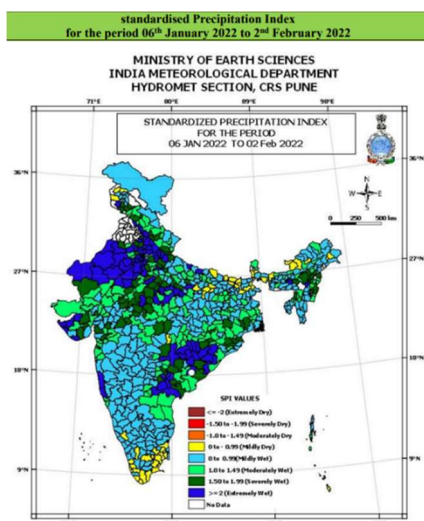 standardised Precipitation Index
for the period 06th January 2022 to 2nd February 2022
MINISTRY OF EARTH SCIENCES
INDIA METEOROLOGICAL DEPARTMENT
HYDROMET SECTION, CRS PUNE
71°E 80°E 89°E 98°E
STANDARDIZED PRECIPITATION INDEX
FOR THE PERIOD
06 JAN 2022 TO 02 Feb 2022
36°N 36°N
N
W E
S
0 250 500 km
27°N 27°N
18°N 18°N
9°N 9°N
SPI VALUES
<= -2 (Extremely Dry)
-1.50 to -1.99 (Severely Dry)
-1.0 to -1.49 (Moderately Dry
0 to -0.99 (Mildly Dry)
0 to 0.99(Mildly Wet)
1.0 to 1.49 (Moderately Wet)
1.50 to 1.99 (Severely Wet)
>= 2 (Extremely Wet)
No Data